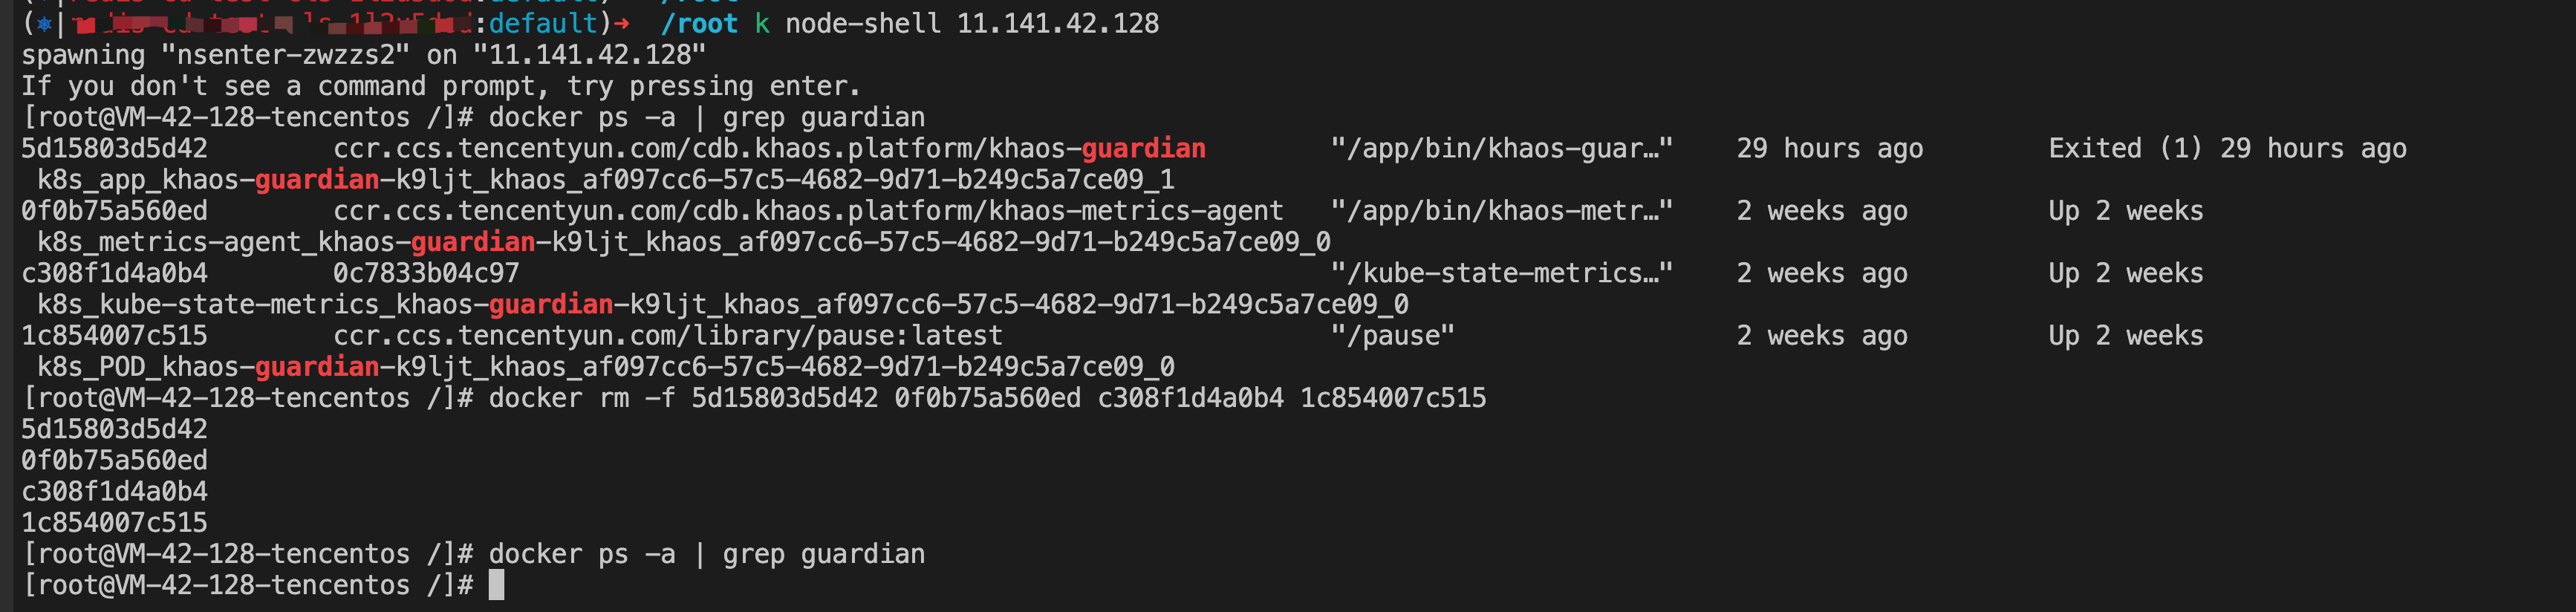 (⎈| :default)➜ /root k node-shell 11.141.42.128
spawning "nsenter-zwzzs2" on "11.141.42.128"
If you don't see a command prompt, try pressing enter.
[root@VM-42-128-tencentos /]# docker ps -a | grep guardian
5d15803d5d42 ccr.ccs.tencentyun.com/cdb.khaos.platform/khaos-guardian "/app/bin/khaos-guar…" 29 hours ago Exited (1) 29 hours ago
k8s_app_khaos-guardian-k9ljt_khaos_af097cc6-57c5-4682-9d71-b249c5a7ce09_1
0f0b75a560ed ccr.ccs.tencentyun.com/cdb.khaos.platform/khaos-metrics-agent "/app/bin/khaos-metr…" 2 weeks ago Up 2 weeks
k8s_metrics-agent_khaos-guardian-k9ljt_khaos_af097cc6-57c5-4682-9d71-b249c5a7ce09_0
c308f1d4a0b4 0c7833b04c97 "/kube-state-metrics…" 2 weeks ago Up 2 weeks
k8s_kube-state-metrics_khaos-guardian-k9ljt_khaos_af097cc6-57c5-4682-9d71-b249c5a7ce09_0
1c854007c515 ccr.ccs.tencentyun.com/library/pause:latest "/pause" 2 weeks ago Up 2 weeks
k8s_POD_khaos-guardian-k9ljt_khaos_af097cc6-57c5-4682-9d71-b249c5a7ce09_0
[root@VM-42-128-tencentos /]# docker rm -f 5d15803d5d42 0f0b75a560ed c308f1d4a0b4 1c854007c515
5d15803d5d42
0f0b75a560ed
c308f1d4a0b4
1c854007c515
[root@VM-42-128-tencentos /]# docker ps -a | grep guardian
[root@VM-42-128-tencentos /]#